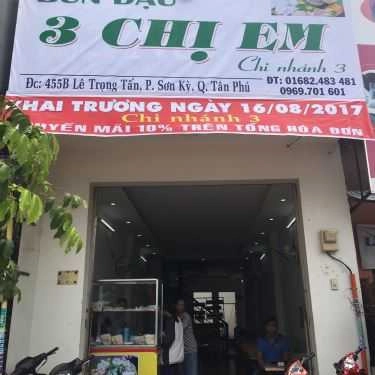 BÚN ĐẬU
3 CHỊ EM
Chi nhánh 3
Đc: 455B Lê Trọng Tấn, P. Sơn Kỳ, Q. Tân Phú
ĐT: 01682.483 481
0969.701 601
KHAI TRƯƠNG NGÀY 16/08/2017
Chi nhánh 3
KHUYẾN MÃI 10% TRÊN TỔNG HÓA ĐƠN